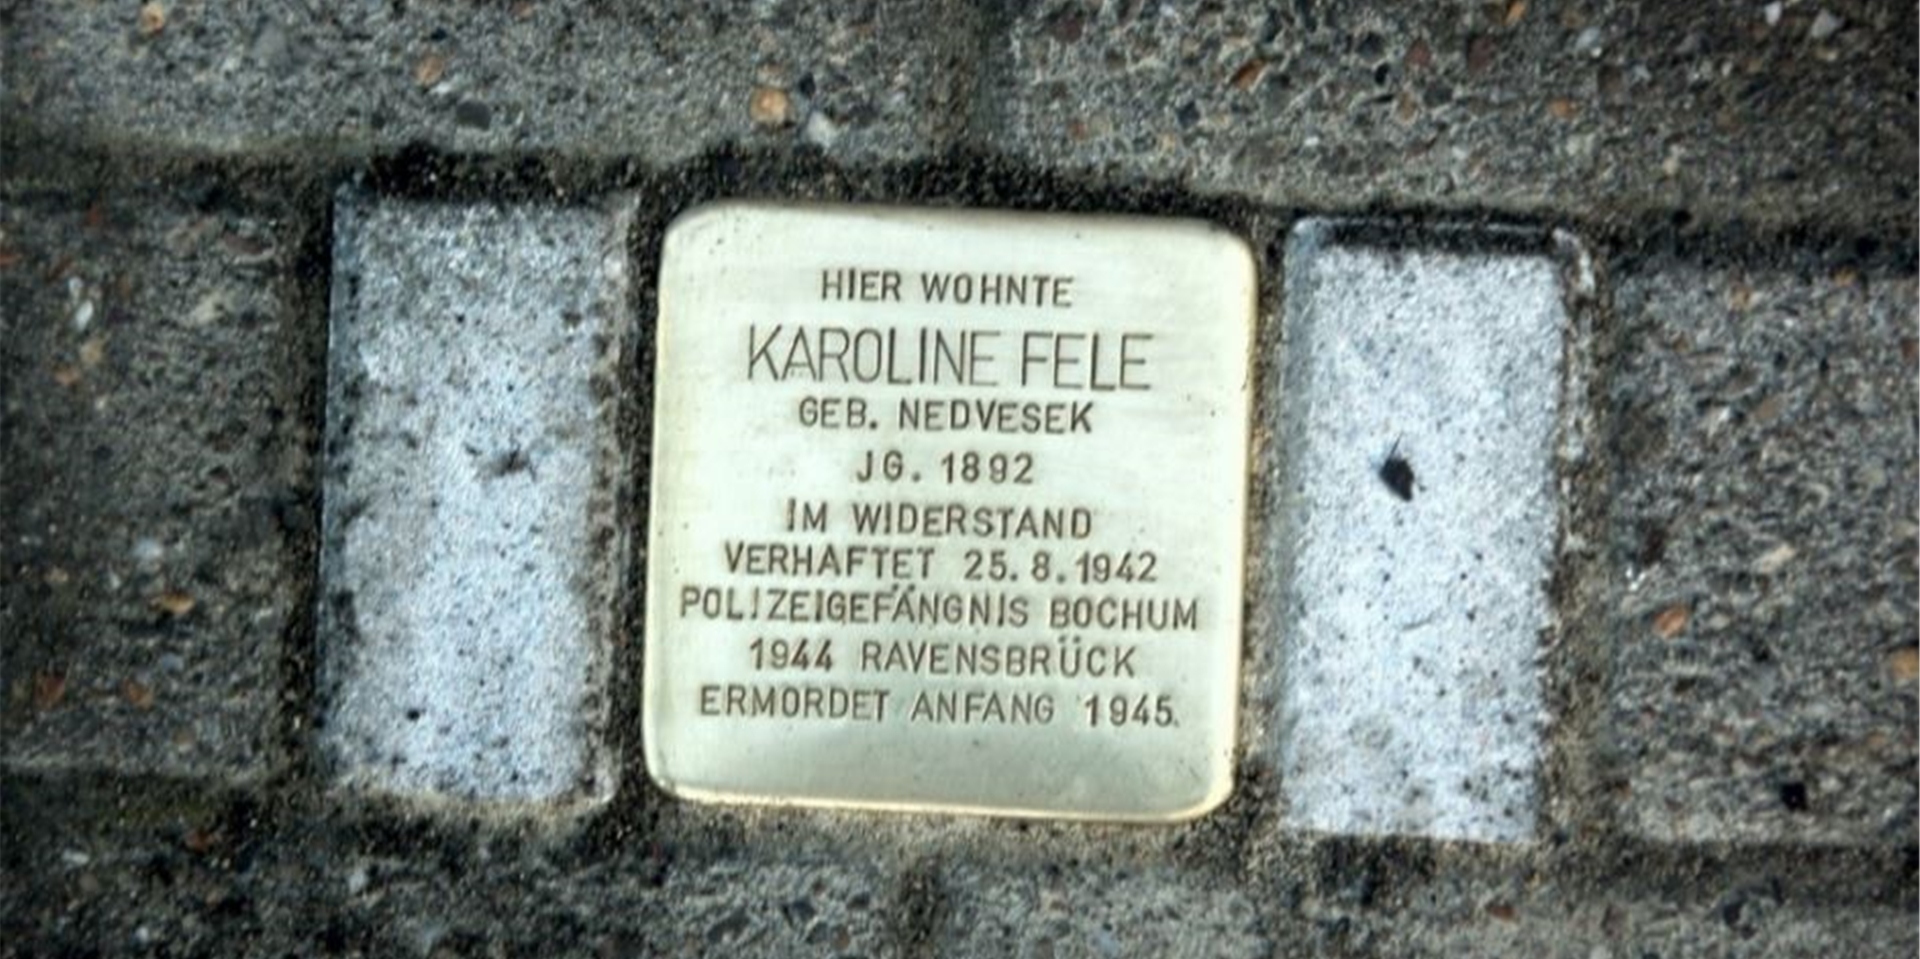 HIER WOHNTE
KAROLINE FELE
GEB. NEDVESEK
JG. 1892
IM WIDERSTAND
VERHAFTET 25.8.1942
POLIZEIGEFÄNGNIS BOCHUM
1944 RAVENSBRÜCK
ERMORDET ANFANG 1945.